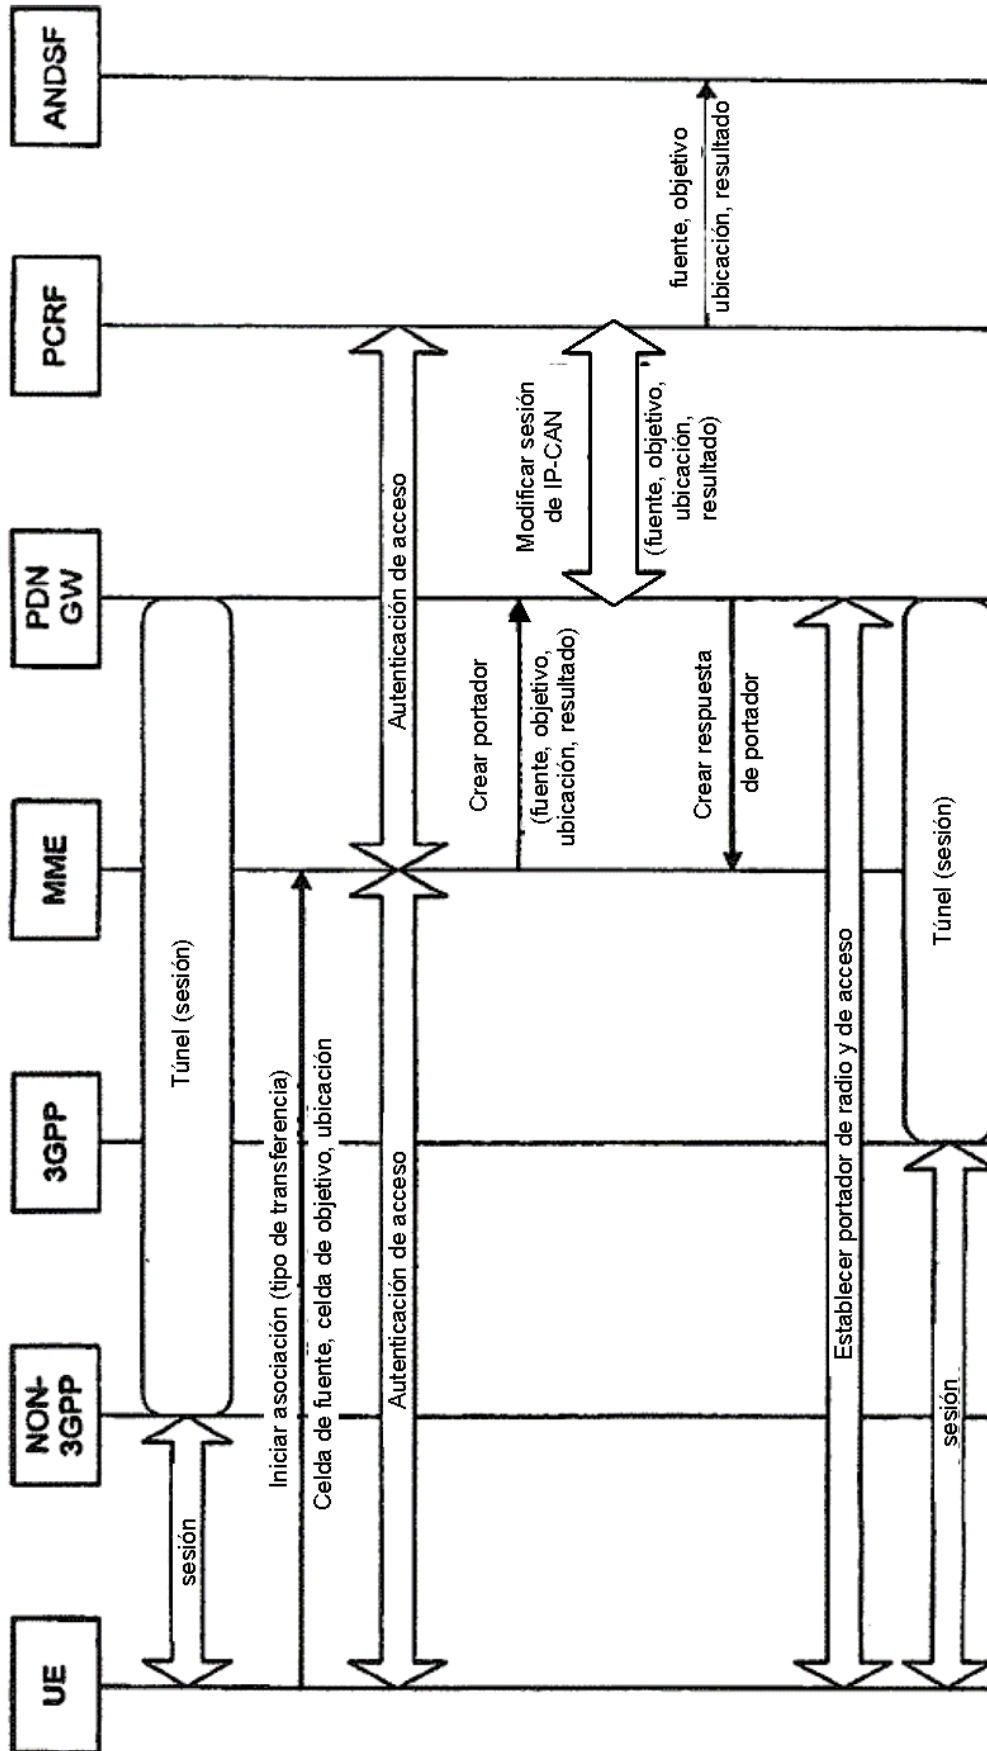 UE
NON-
3GPP
3GPP
MME
PDN
GW
PCRF
ANDSF
sesión
Túnel (sesión)
Iniciar asociación (tipo de transferencia)
Celda de fuente, celda de objetivo, ubicación
Autenticación de acceso
Autenticación de acceso
Crear portador
(fuente, objetivo,
ubicación, resultado)
Modificar sesión
de IP-CAN
(fuente, objetivo,
ubicación,
resultado)
fuente, objetivo
ubicación, resultado
Crear respuesta
de portador
Establecer portador de radio y de acceso
sesión
Túnel (sesión)